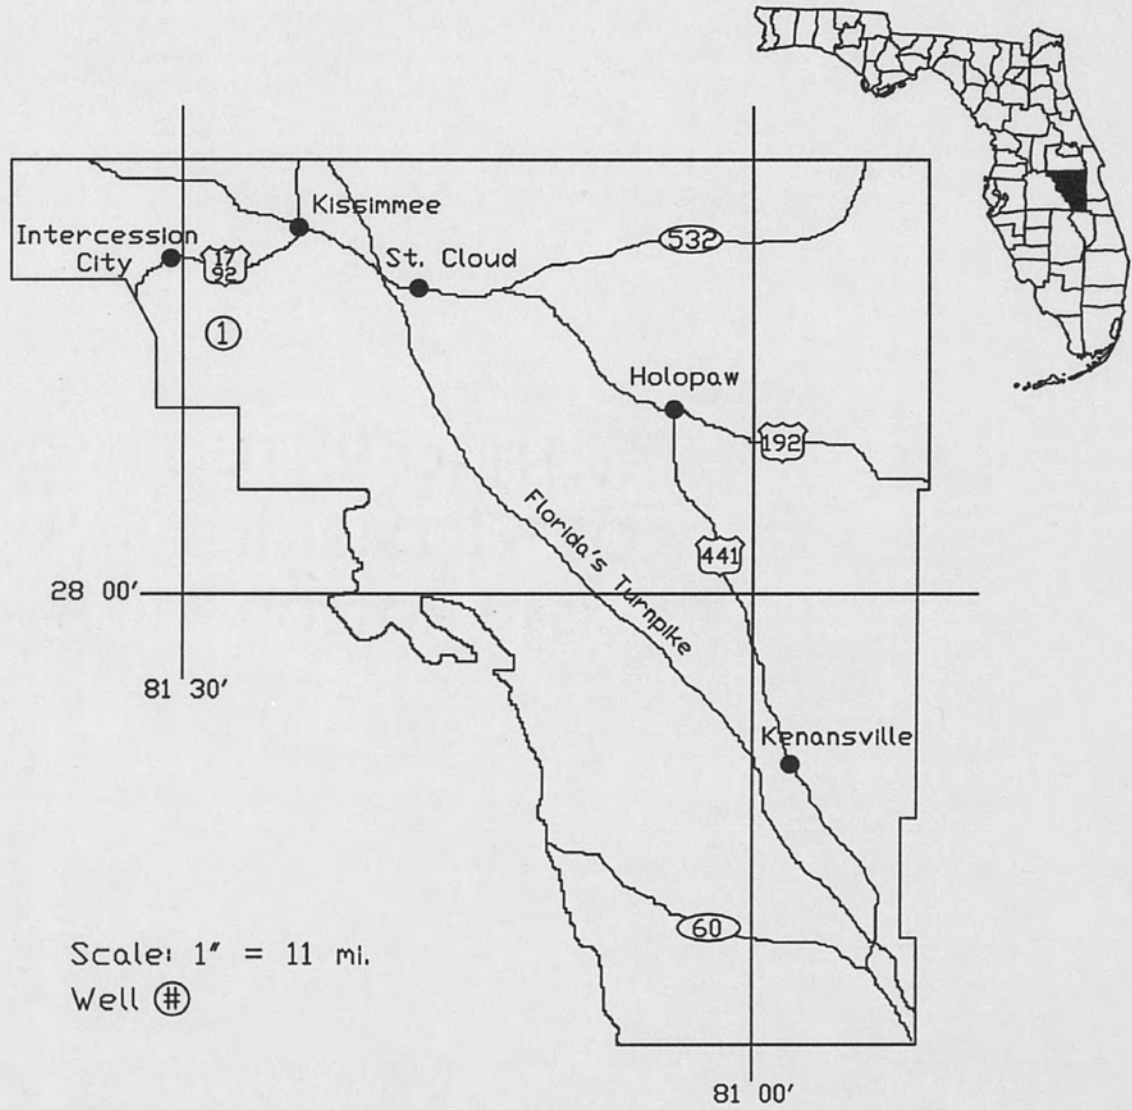 Kissimmee
Intercession
City
17
92
St. Cloud
532
1
Holopaw
192
Florida's Turnpike
441
28 00′
81 30′
Kenansville
60
Scale: 1″ = 11 mi.
Well #
81 00′